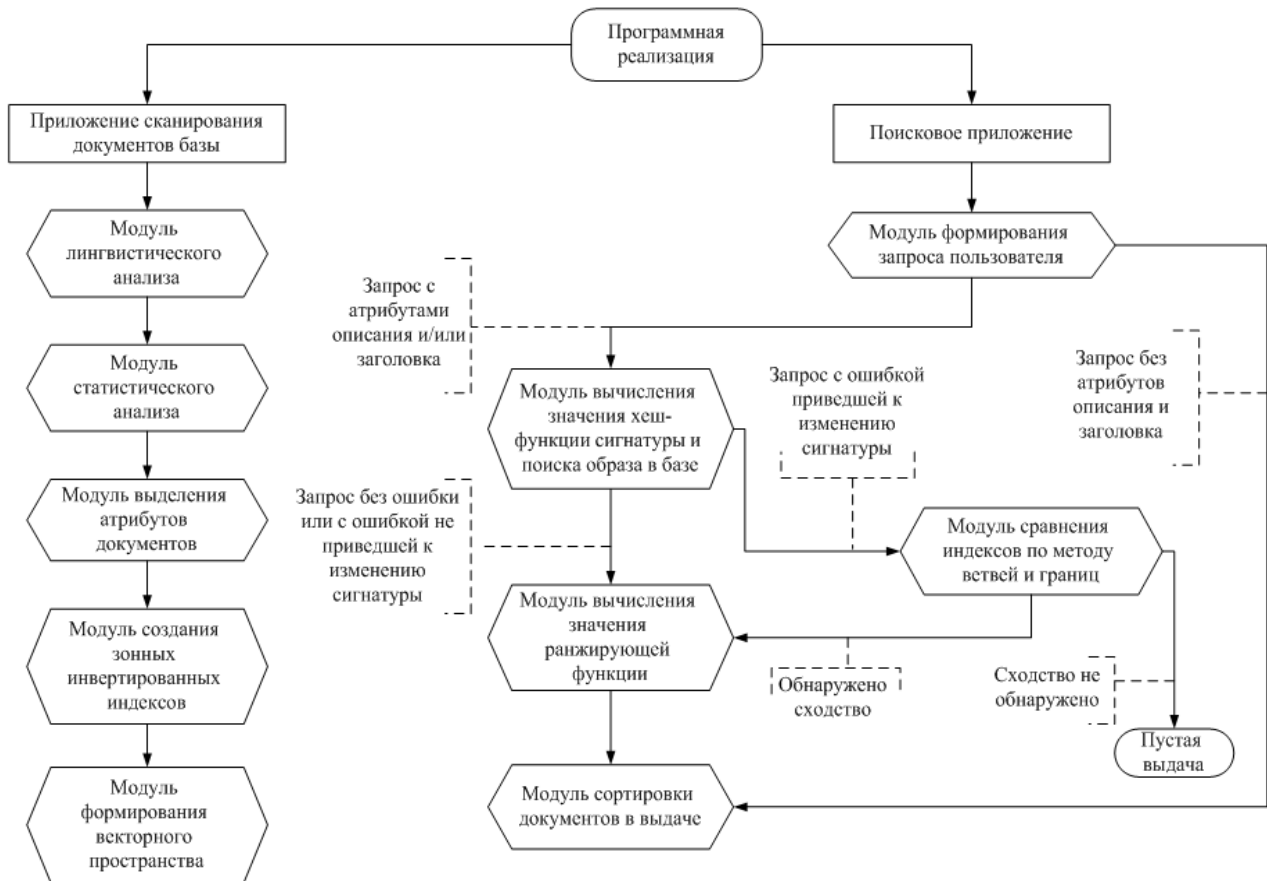 Программная
реализация
Приложение сканирования
документов базы
Поисковое приложение
Модуль
лингвистического
анализа
Модуль формирования
запроса пользователя
Запрос с
атрибутами
описания и/или
заголовка
Модуль
статистического
анализа
Модуль вычисления
значения хеш-
функции сигнатуры и
поиска образа в базе
Запрос с ошибкой
приведшей к
изменению
сигнатуры
Запрос без
атрибутов
описания и
заголовка
Модуль выделения
атрибутов
документов
Запрос без ошибки
или с ошибкой не
приведшей к
изменению
сигнатуры
Модуль сравнения
индексов по методу
ветвей и границ
Модуль создания
зонных
инвертированных
индексов
Модуль вычисления
значения
ранжирующей
функции
Обнаружено
сходство
Сходство не
обнаружено
Пустая
выдача
Модуль
формирования
векторного
пространства
Модуль сортировки
документов в выдаче